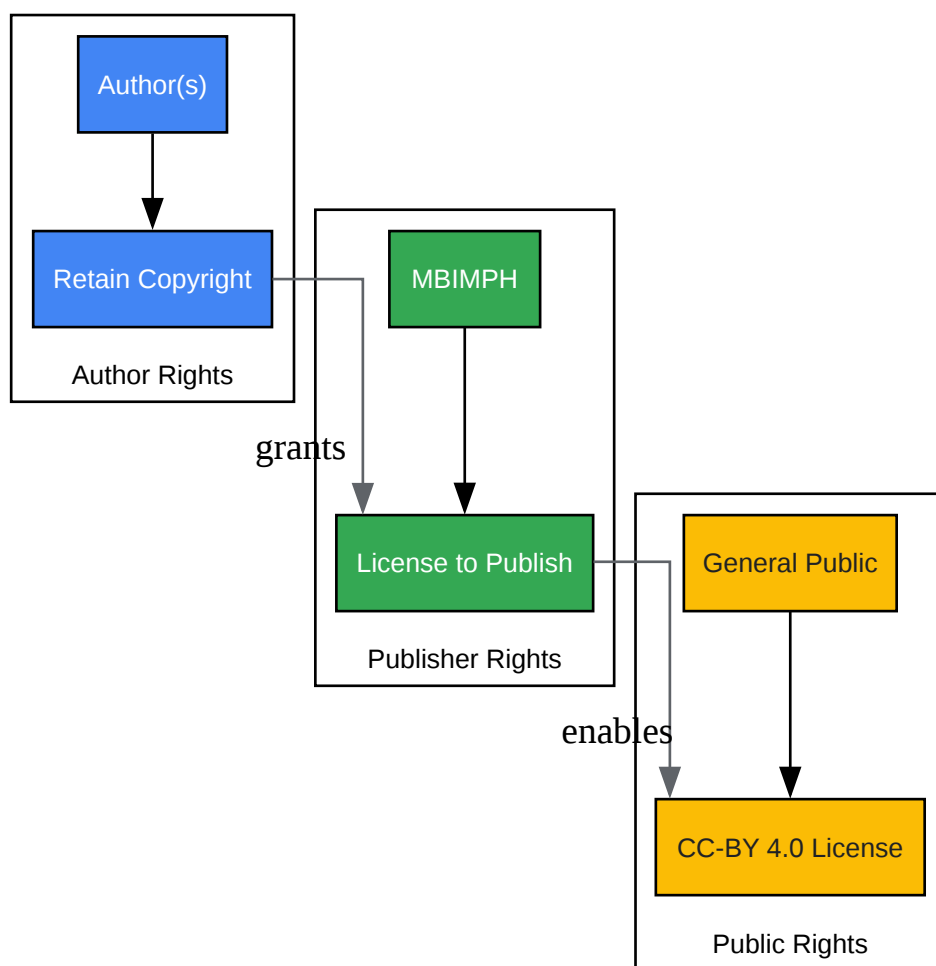 Author(s)
Retain Copyright
Author Rights
grants
MBIMPH
License to Publish
Publisher Rights
enables
General Public
CC-BY 4.0 License
Public Rights